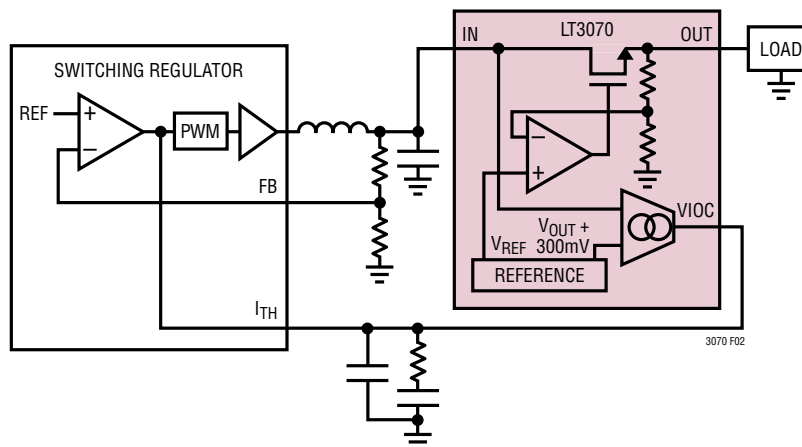 IN
LT3070
OUT
LOAD
SWITCHING REGULATOR
REF
+
−
PWM
FB
−
+
VREF
VOUT +
300mV
VIOC
REFERENCE
ITH
3070 F02